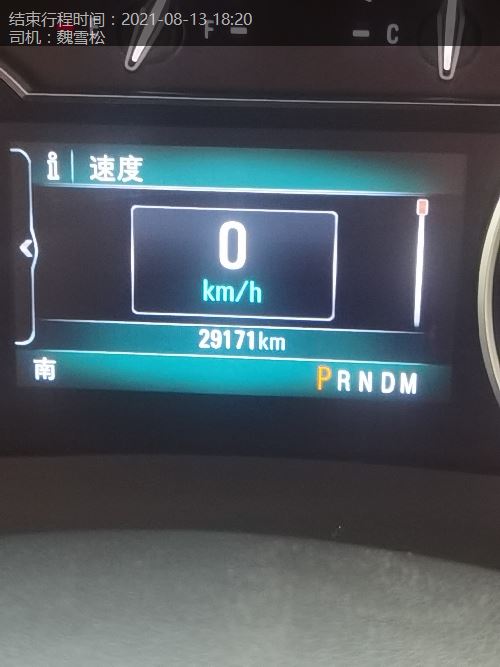 结束行程时间：2021-08-13 18:20
司机：魏雪松
F C
i 速度
0
km/h
29171km
南 PRNDM